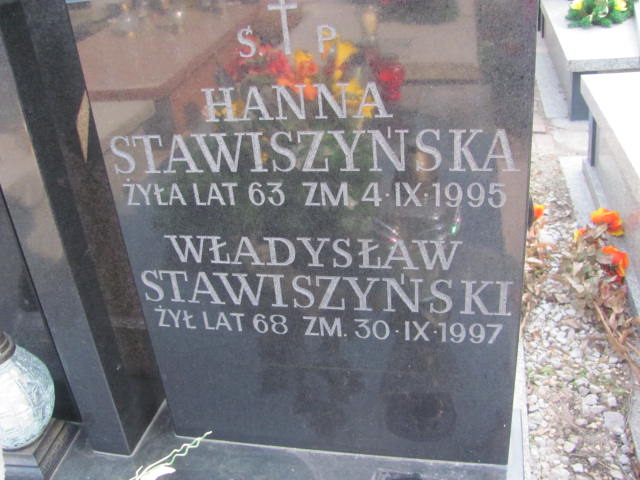 S. P
HANNA
STAWISZYŃSKA
ŻYŁA LAT 63 ZM. 4·IX·1995
WŁADYSŁAW
STAWISZYŃSKI
ŻYŁ LAT 68 ZM. 30·IX·1997